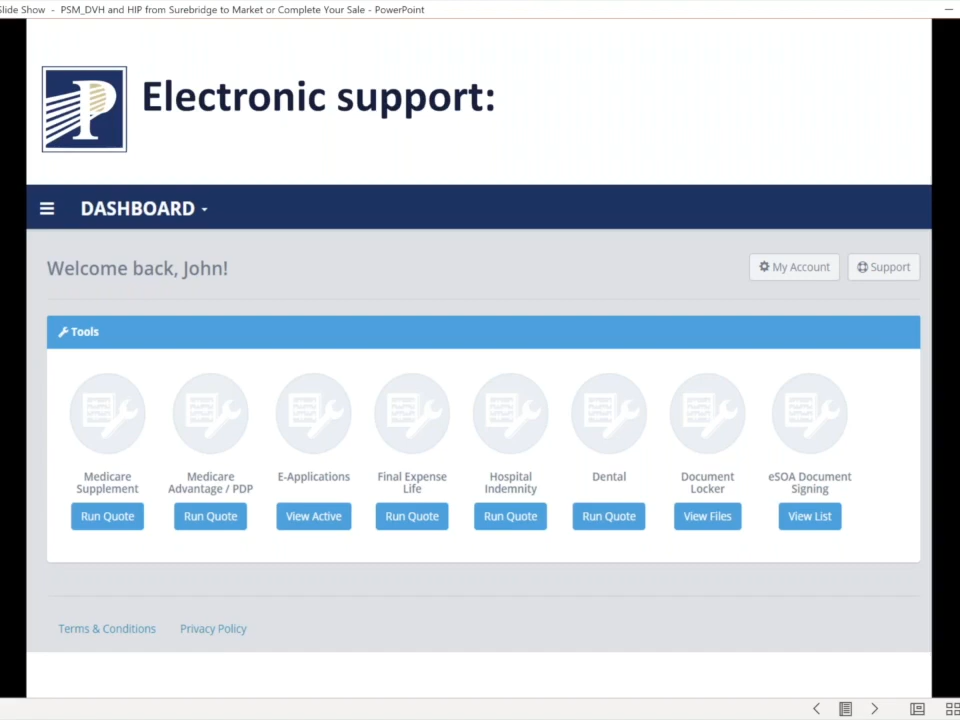 Slide Show - PSM_DVH and HIP from Surebridge to Market or Complete Your Sale - PowerPoint
P
Electronic support:
DASHBOARD
Welcome back, John!
My Account
Support
Tools
Medicare
Supplement
Run Quote
Medicare
Advantage / PDP
Run Quote
E-Applications
View Active
Final Expense
Life
Run Quote
Hospital
Indemnity
Run Quote
Dental
Run Quote
Document
Locker
View Files
eSOA Document
Signing
View List
Terms & Conditions
Privacy Policy